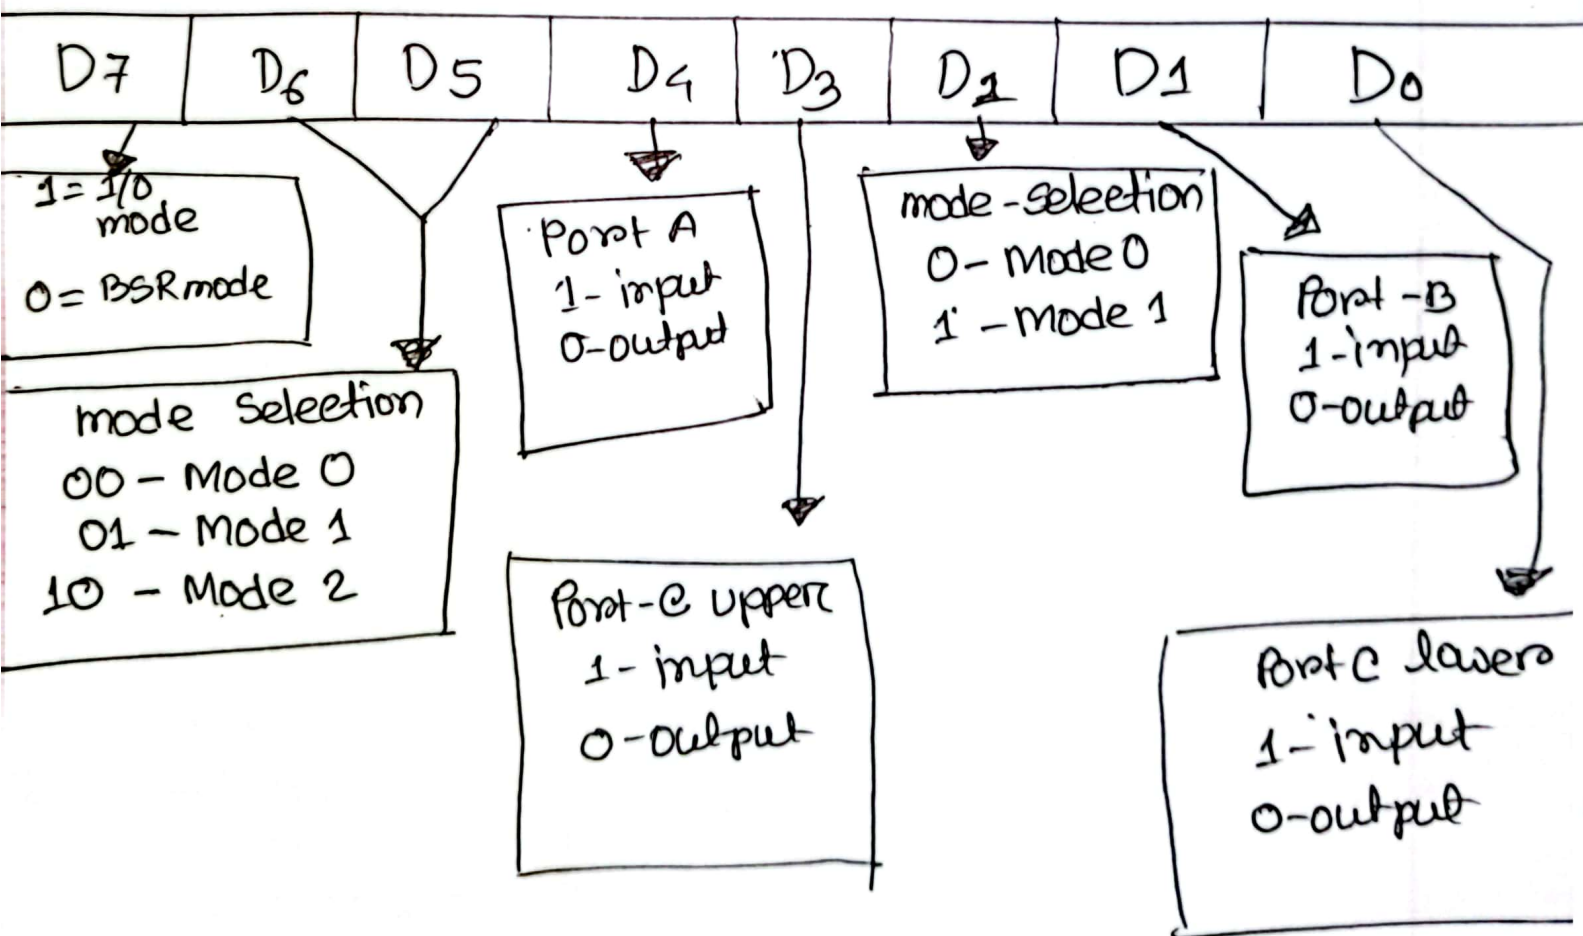 D7 D6 D5 D4 D3 D1 D1 D0
1 = I/O
mode
0 = BSR mode
mode Selection
00 - Mode 0
01 - Mode 1
10 - Mode 2
Port A
1 - input
0 - output
Port - C upper
1 - input
0 - output
mode - selection
0 - Mode 0
1 - Mode 1
Port - B
1 - input
0 - output
Port C lawer
1 - input
0 - output